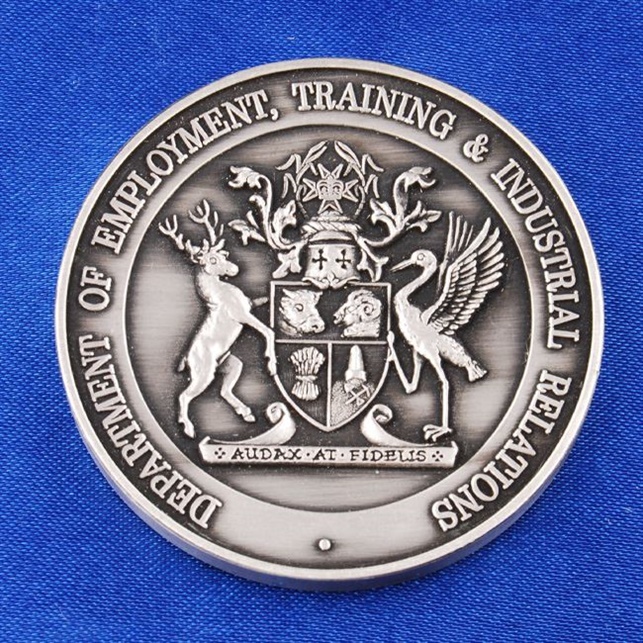 DEPARTMENT OF EMPLOYMENT, TRAINING & INDUSTRIAL RELATIONS
AUDAX · AT · FIDELIS